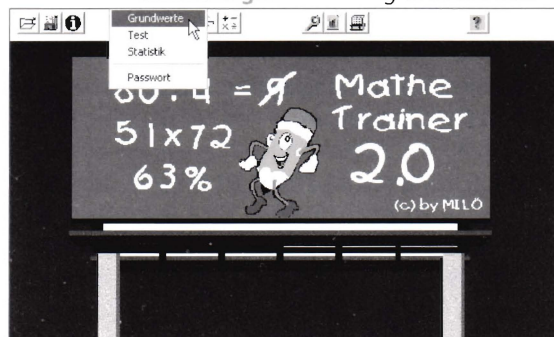 Grundwerte
Test
Statistik
Passwort
= 9
Mathe
Trainer
2.0
51x72
63%
(c) by MILO